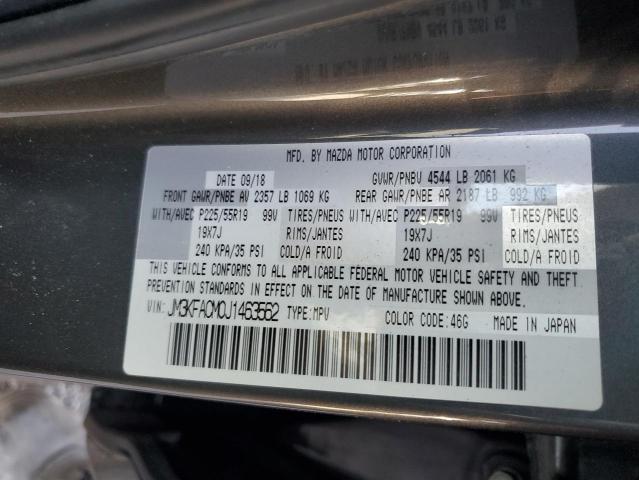 MFD. BY MAZDA MOTOR CORPORATION
DATE 09/18 GVWR/PNBV 4544 LB 2061 KG
FRONT GAWR/PNBE AV 2357 LB 1069 KG REAR GAWR/PNBE AR 2187 LB 992 KG
WITH/AVEC P225/55R19 99V TIRES/PNEUS WITH/AVEC P225/55R19 99V TIRES/PNEUS
19X7J RIMS/JANTES 19X7J RIMS/JANTES
240 KPA/35 PSI COLD/A FROID 240 KPA/35 PSI COLD/A FROID
THIS VEHICLE CONFORMS TO ALL APPLICABLE FEDERAL MOTOR VEHICLE SAFETY AND THEFT
PREVENTION STANDARDS IN EFFECT ON THE DATE OF MANUFACTURE SHOWN ABOVE.
VIN: JM3KFACM0J1463562 TYPE:MPV COLOR CODE:46G MADE IN JAPAN